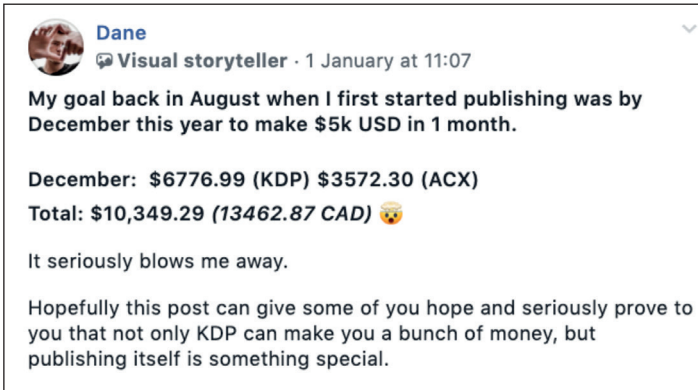 Dane
Visual storyteller · 1 January at 11:07
My goal back in August when I first started publishing was by
December this year to make $5k USD in 1 month.
December: $6776.99 (KDP) $3572.30 (ACX)
Total: $10,349.29 (13462.87 CAD) 🤯
It seriously blows me away.
Hopefully this post can give some of you hope and seriously prove to
you that not only KDP can make you a bunch of money, but
publishing itself is something special.